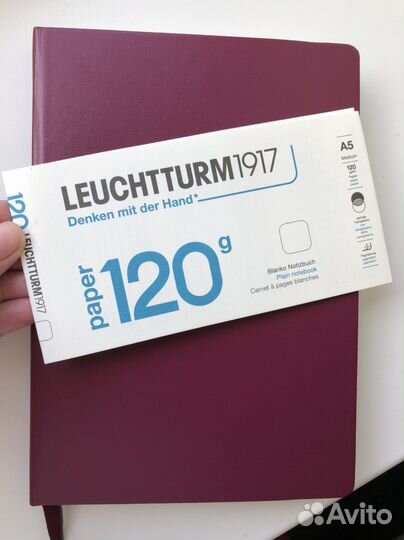 LEUCHTTURM1917
Denken mit der Hand*
paper
120g
Blanko Notizbuch
Plain notebook
Carnet à pages blanches
A5
Medium
120
g/m²
120
LEUCHTTURM1917
Avito